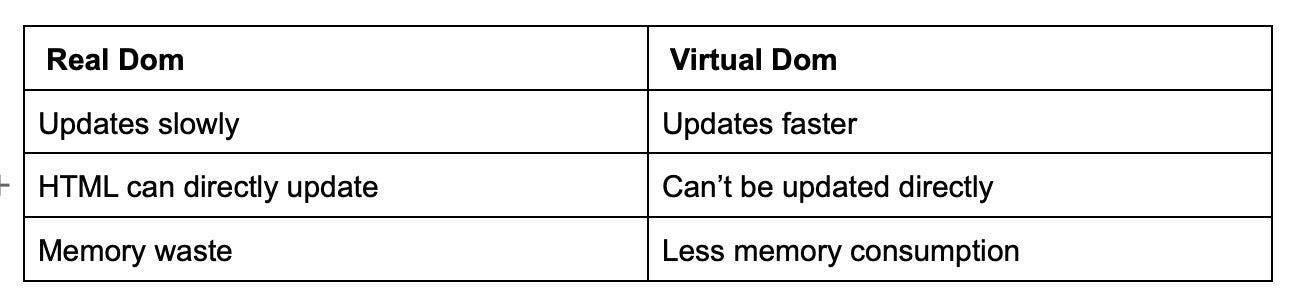 Real Dom Virtual Dom
Updates slowly Updates faster
HTML can directly update Can’t be updated directly
Memory waste Less memory consumption